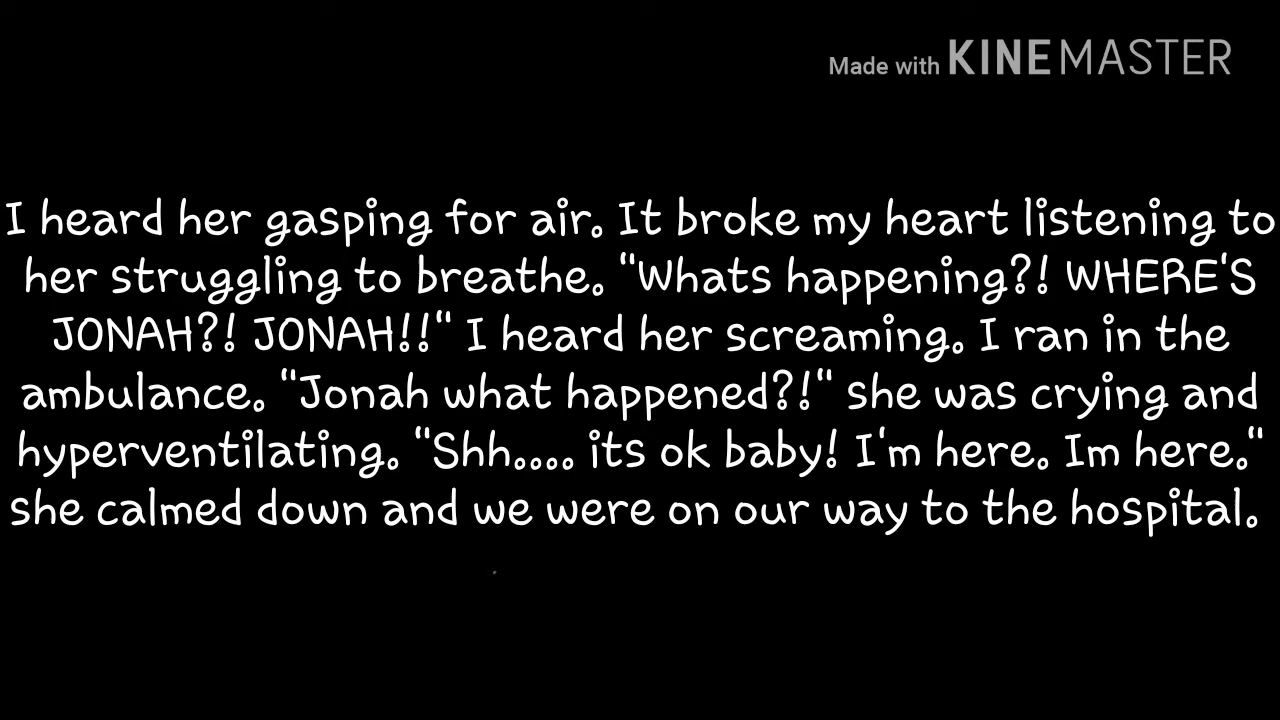 Made with KINEMASTER
I heard her gasping for air. It broke my heart listening to
her struggling to breathe. "Whats happening?! WHERE'S
JONAH?! JONAH!!" I heard her screaming. I ran in the
ambulance. "Jonah what happened?!" she was crying and
hyperventilating. "Shh.... its ok baby! I'm here. Im here."
she calmed down and we were on our way to the hospital.